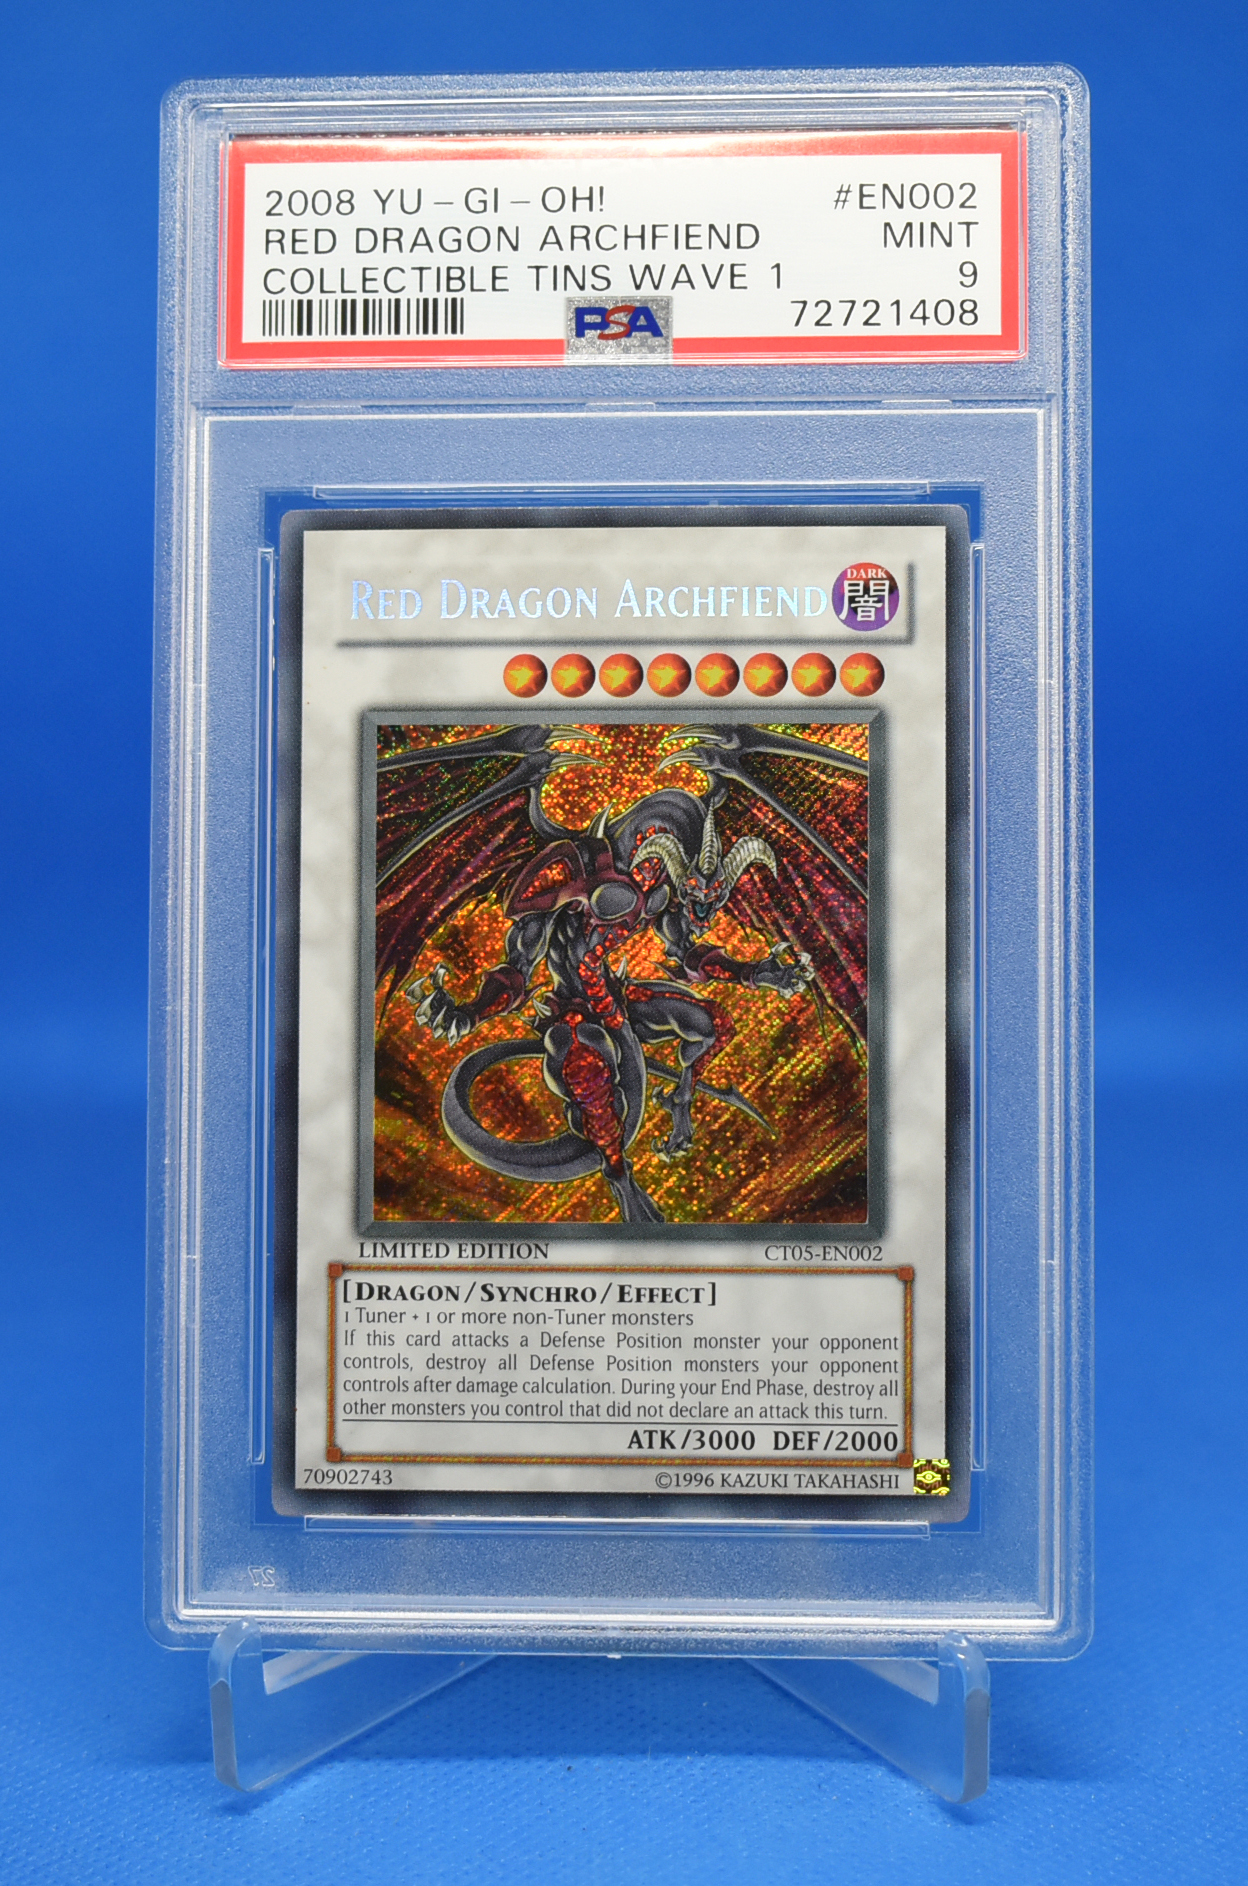 2008 YU-GI-OH! #EN002
RED DRAGON ARCHFIEND MINT
COLLECTIBLE TINS WAVE 1 9
PSA 72721408
RED DRAGON ARCHFIEND DARK
闇
LIMITED EDITION CT05-EN002
[DRAGON/SYNCHRO/EFFECT]
1 Tuner + 1 or more non-Tuner monsters
If this card attacks a Defense Position monster your opponent
controls, destroy all Defense Position monsters your opponent
controls after damage calculation. During your End Phase, destroy all
other monsters you control that did not declare an attack this turn.
ATK/3000 DEF/2000
70902743 ©1996 KAZUKI TAKAHASHI
27